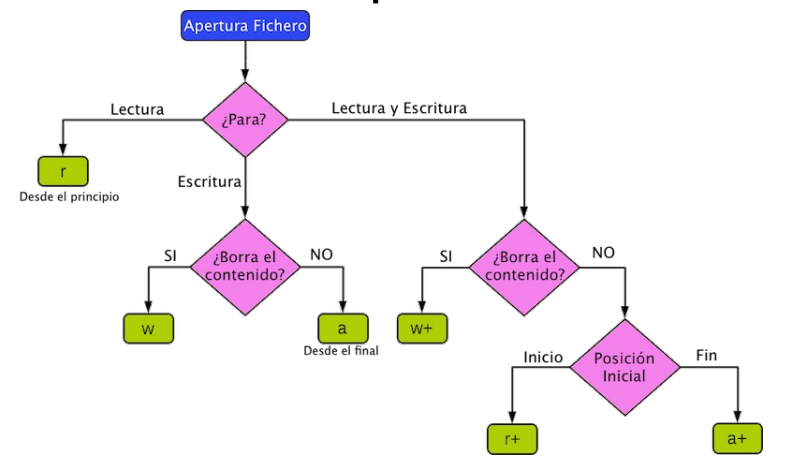 Apertura Fichero
¿Para?
Lectura
Lectura y Escritura
r
Desde el principio
Escritura
¿Borra el
contenido?
SI
NO
w
a
Desde el final
¿Borra el
contenido?
SI
NO
w+
Posición
Inicial
Inicio
Fin
r+
a+